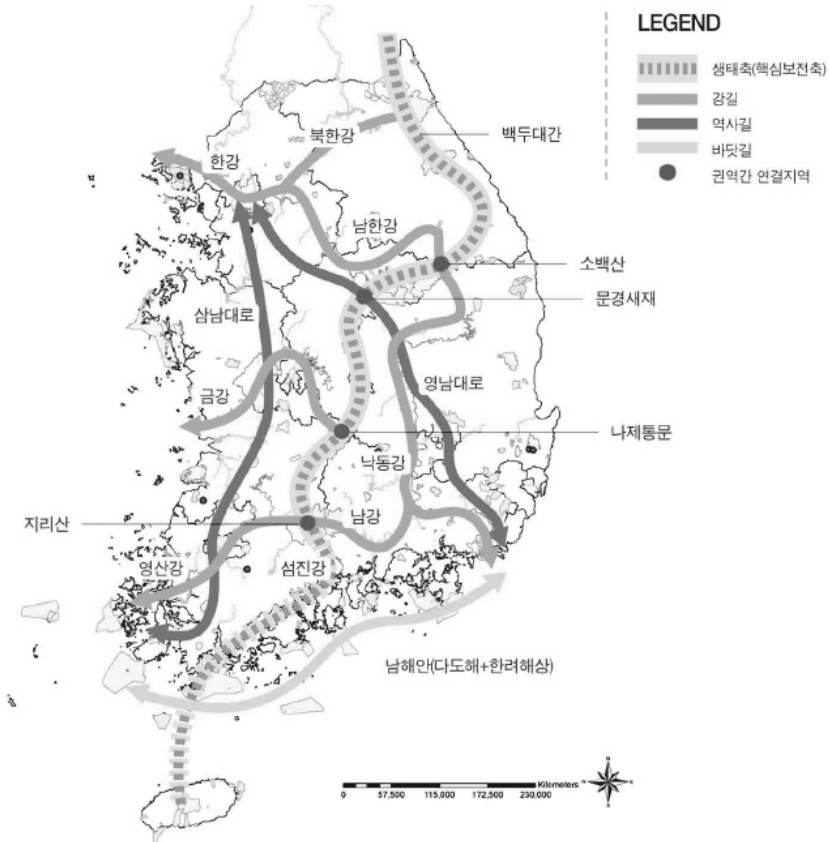 LEGEND
생태축(핵심보전축)
강길
역사길
바닷길
권역간 연결지역
북한강
백두대간
한강
남한강
소백산
문경새재
삼남대로
영남대로
금강
나제통문
낙동강
지리산
남강
영산강
섬진강
남해안(다도해+한려해상)
N
W
E
S
Kilometers
0 57,500 115,000 172,500 230,000